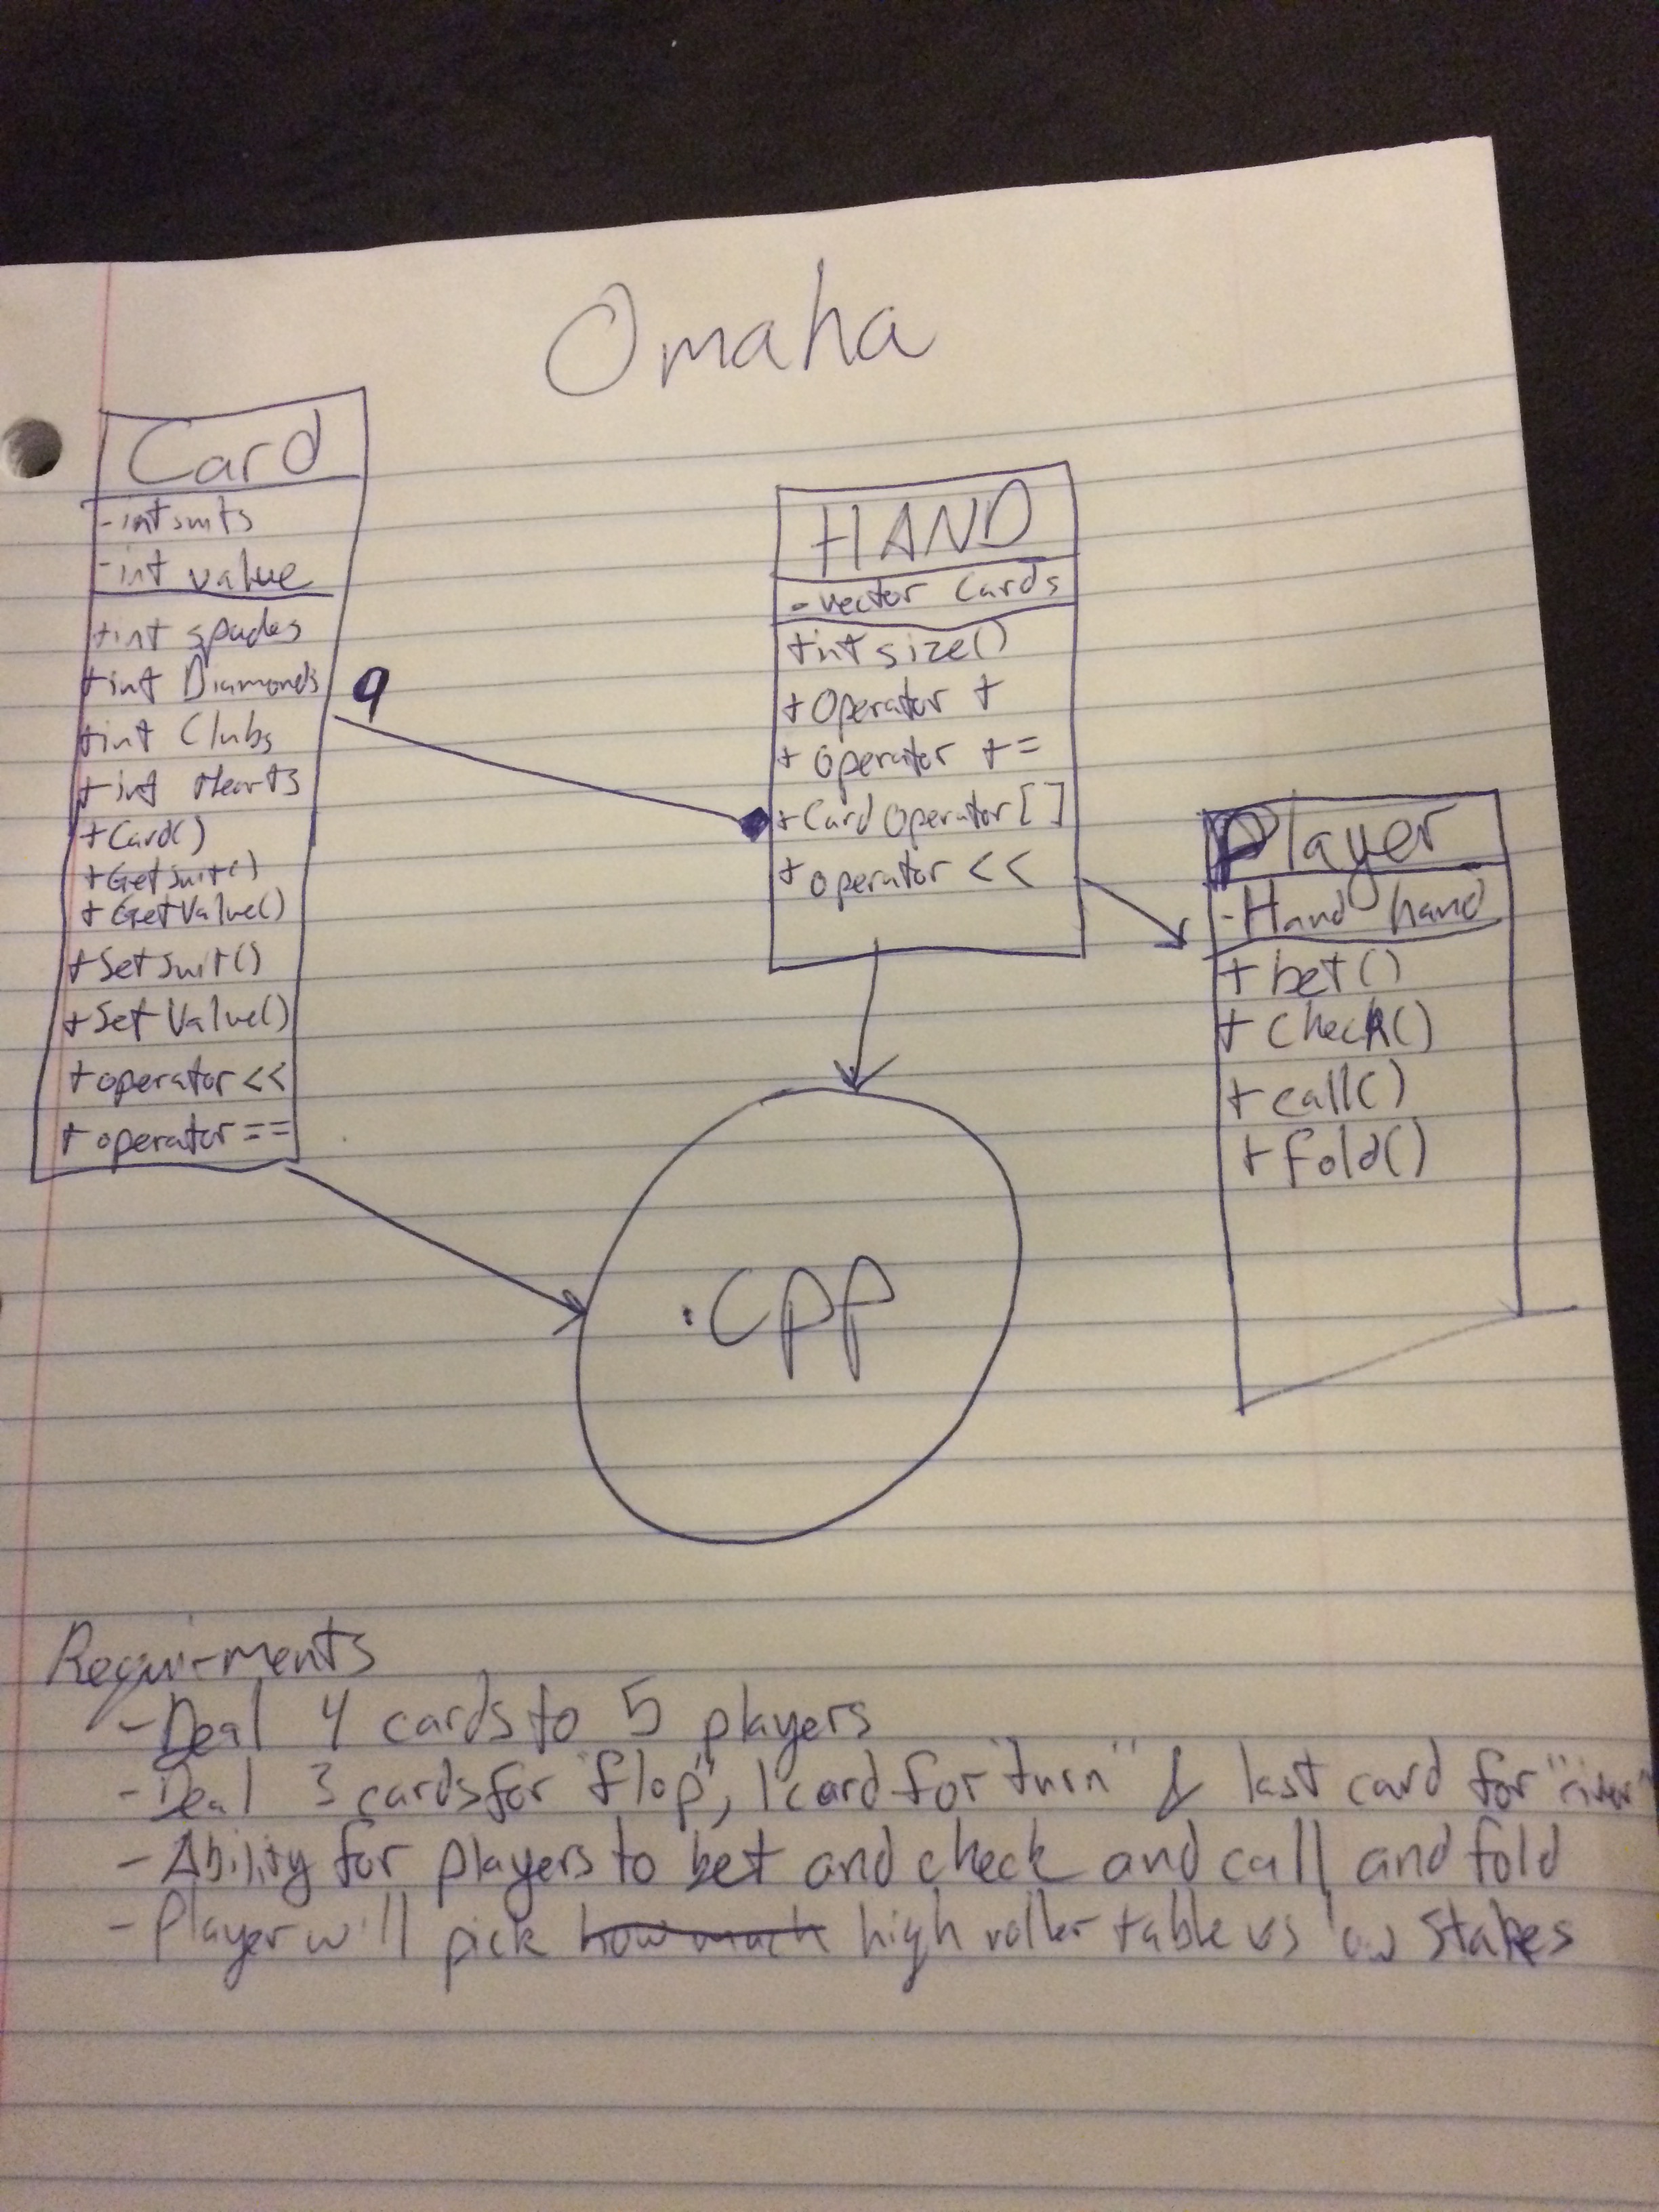 Omaha
Card
- int suits
- int value
+ int spades
+ int Diamonds
+ int Clubs
+ int Hearts
+ Card()
+ GetSuit()
+ GetValue()
+ SetSuit()
+ SetValue()
+ operator <<
+ operator ==
9
HAND
- vector Cards
+ int size()
+ Operator +
+ operator +=
+ Card Operator[]
+ operator <<
Player
- Hand hand
+ bet()
+ check()
+ call()
+ fold()
.cpp
Requirments
- Deal 4 cards to 5 players
- Deal 3 cards for "flop", 1 card for "turn" & last card for "river"
- Ability for players to bet and check and call and fold
- Player will pick how much high roller table vs low stakes